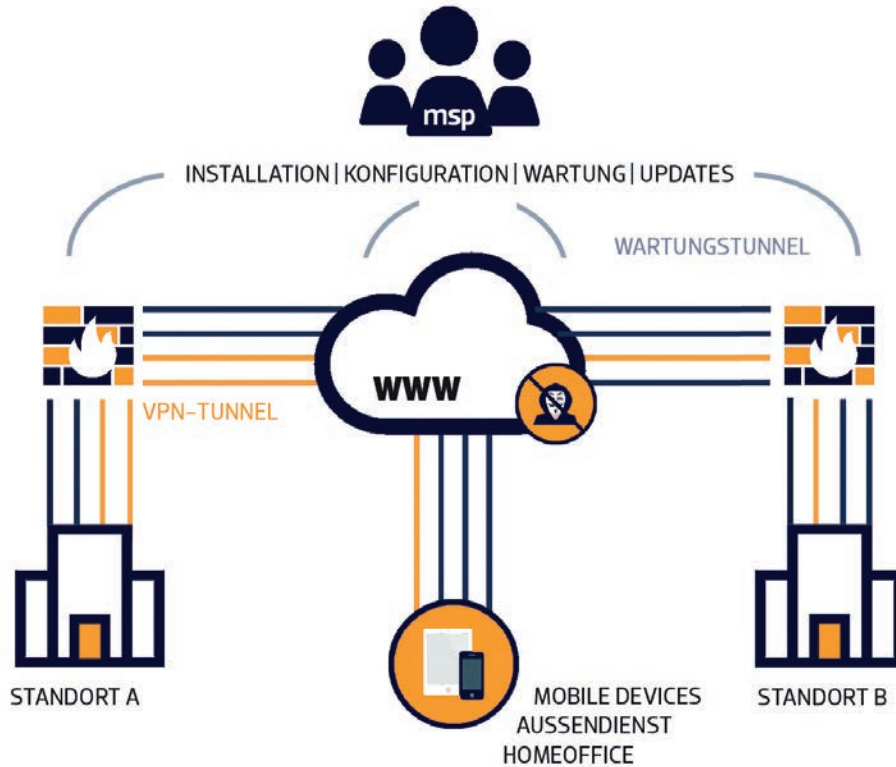 msp
INSTALLATION | KONFIGURATION | WARTUNG | UPDATES
WARTUNGSTUNNEL
WWW
VPN-TUNNEL
STANDORT A
MOBILE DEVICES
AUSSENDIENST
HOMEOFFICE
STANDORT B